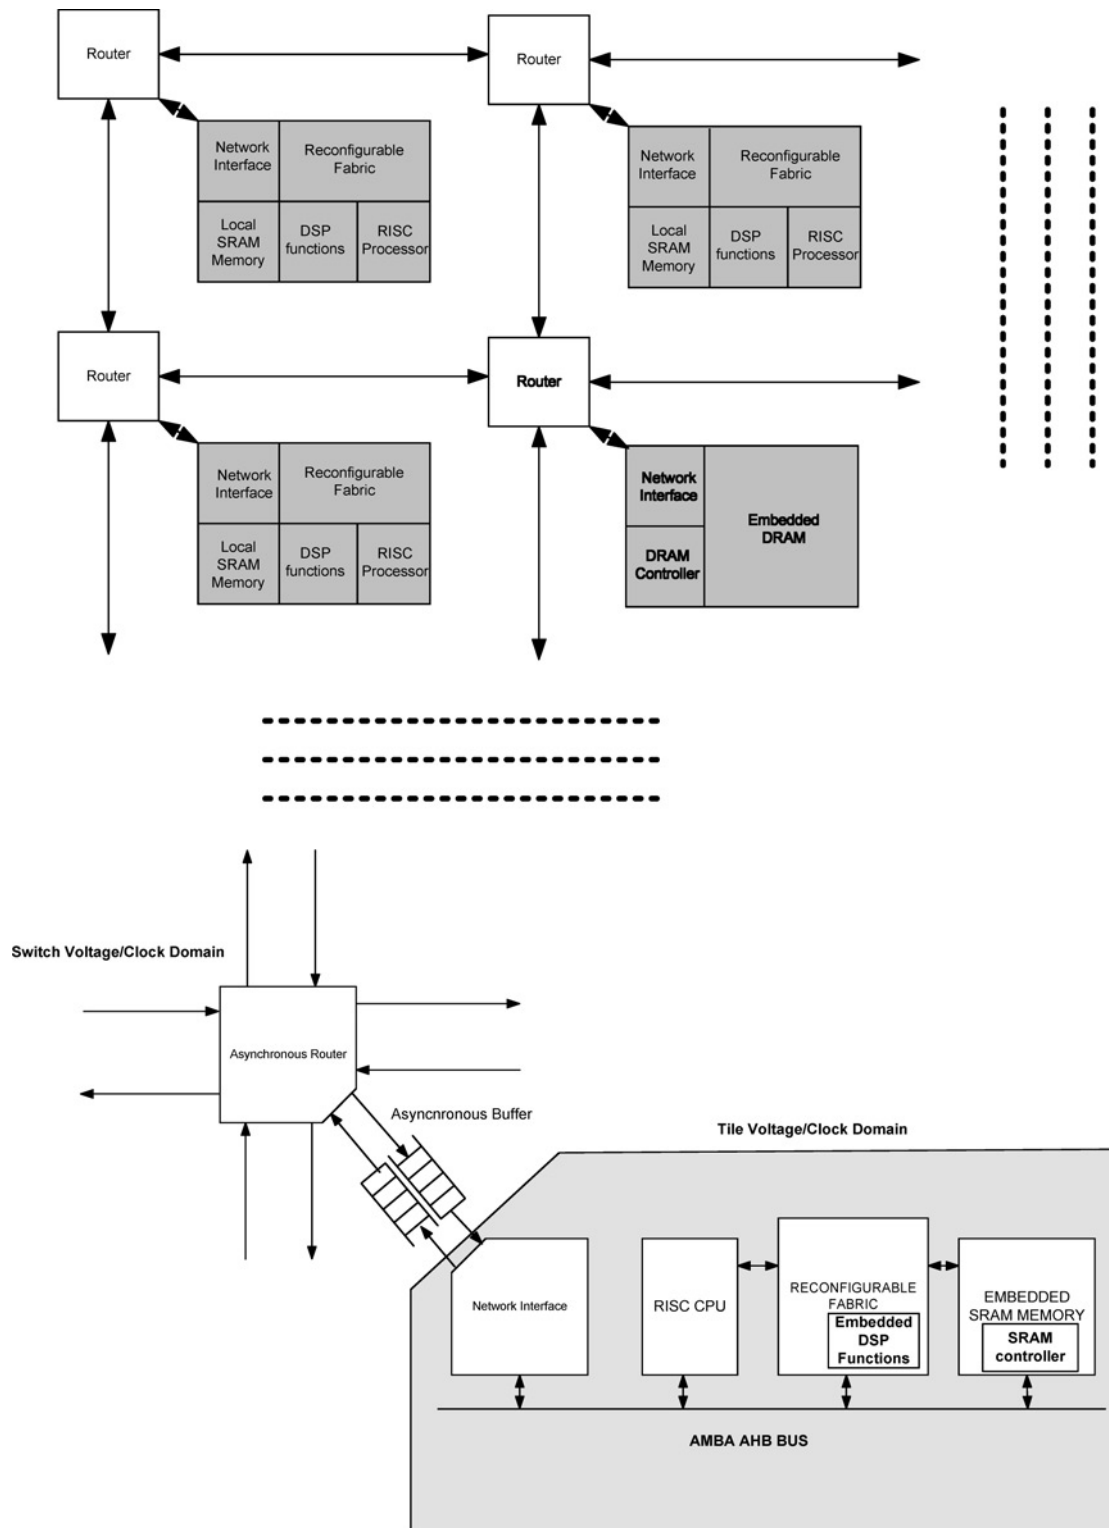 Router
Router
Network
Interface
Reconfigurable
Fabric
Local
SRAM
Memory
DSP
functions
RISC
Processor
Network
Interface
Reconfigurable
Fabric
Local
SRAM
Memory
DSP
functions
RISC
Processor
Router
Router
Network
Interface
Reconfigurable
Fabric
Local
SRAM
Memory
DSP
functions
RISC
Processor
Network
Interface
DRAM
Controller
Embedded
DRAM
Switch Voltage/Clock Domain
Asynchronous Router
Asyncnronous Buffer
Tile Voltage/Clock Domain
Network Interface
RISC CPU
RECONFIGURABLE
FABRIC
Embedded
DSP
Functions
EMBEDDED
SRAM MEMORY
SRAM
controller
AMBA AHB BUS